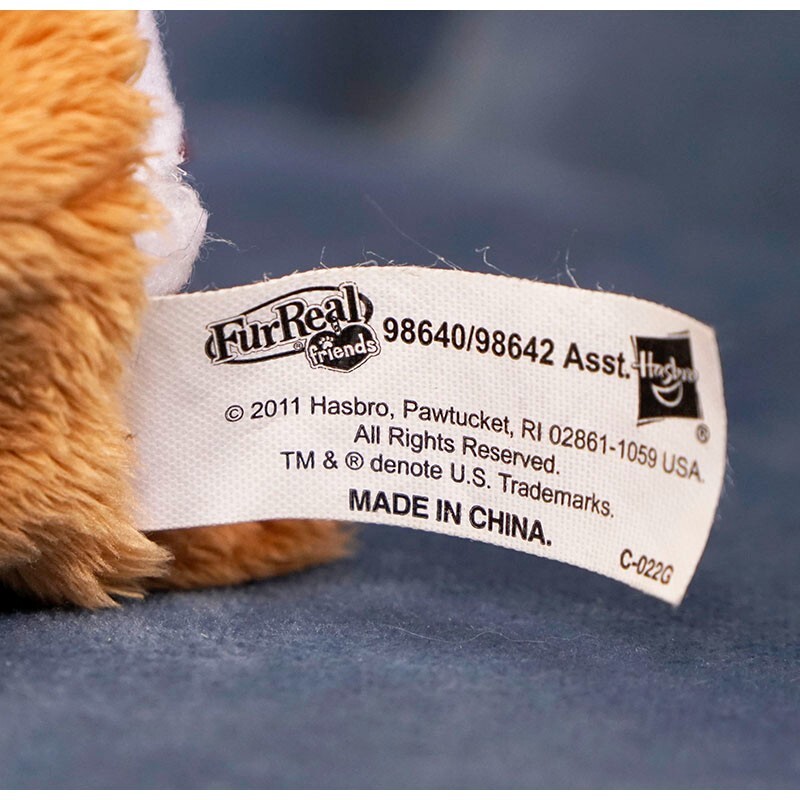 FurReal friends® 98640/98642 Asst. Hasbro®
© 2011 Hasbro, Pawtucket, RI 02861-1059 USA.
All Rights Reserved.
TM & ® denote U.S. Trademarks.
MADE IN CHINA.
C-022G